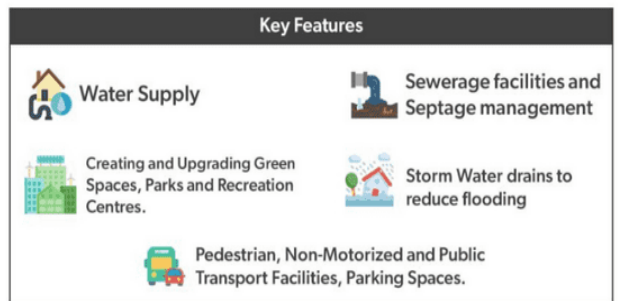 Key Features
Water Supply
Sewerage facilities and
Septage management
Creating and Upgrading Green
Spaces, Parks and Recreation
Centres.
Storm Water drains to
reduce flooding
Pedestrian, Non-Motorized and Public
Transport Facilities, Parking Spaces.